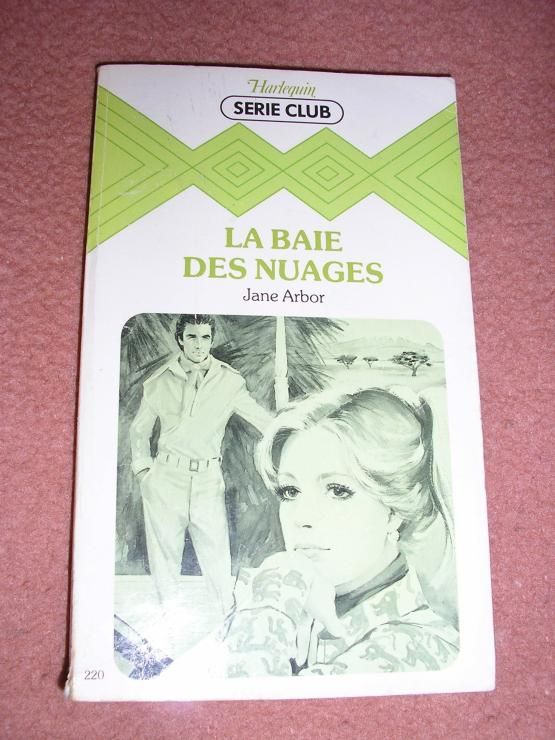 Harlequin
SERIE CLUB
LA BAIE
DES NUAGES
Jane Arbor
220